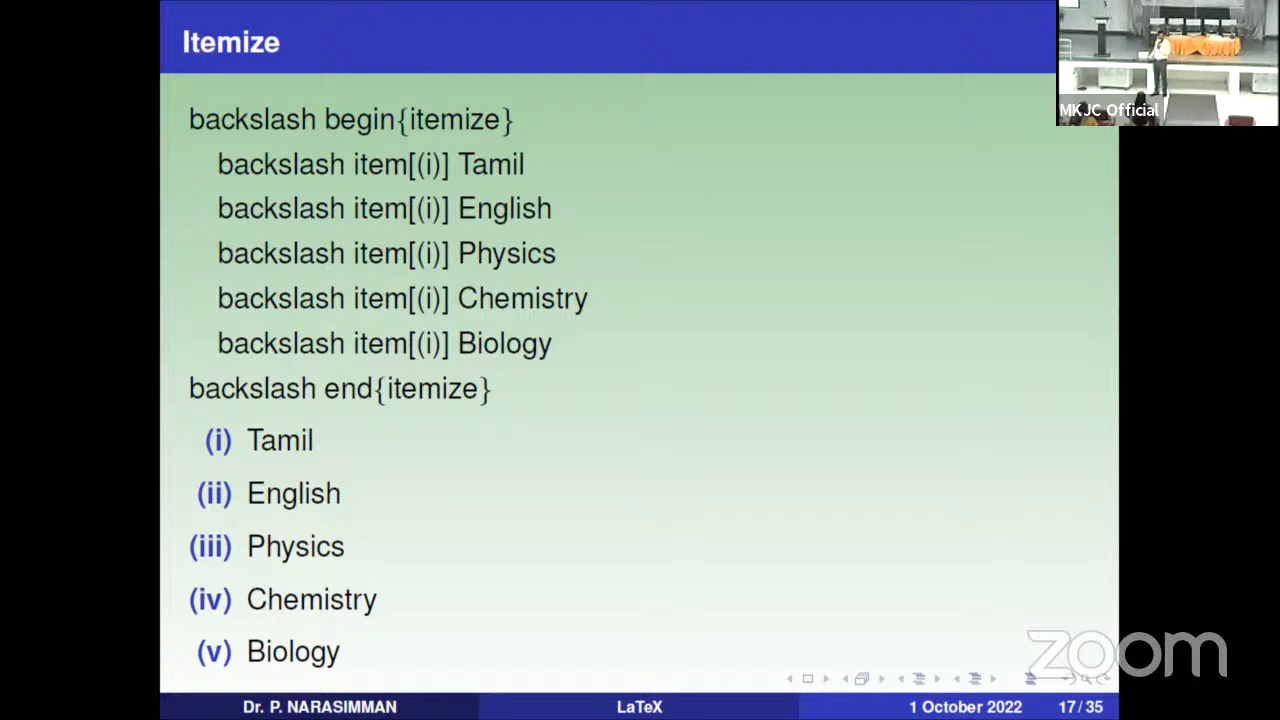 Itemize
MKJC Official
backslash begin{itemize}
backslash item[(i)] Tamil
backslash item[(i)] English
backslash item[(i)] Physics
backslash item[(i)] Chemistry
backslash item[(i)] Biology
backslash end{itemize}
(i) Tamil
(ii) English
(iii) Physics
(iv) Chemistry
(v) Biology
zoom
Dr. P. NARASIMMAN LaTeX 1 October 2022 17/35